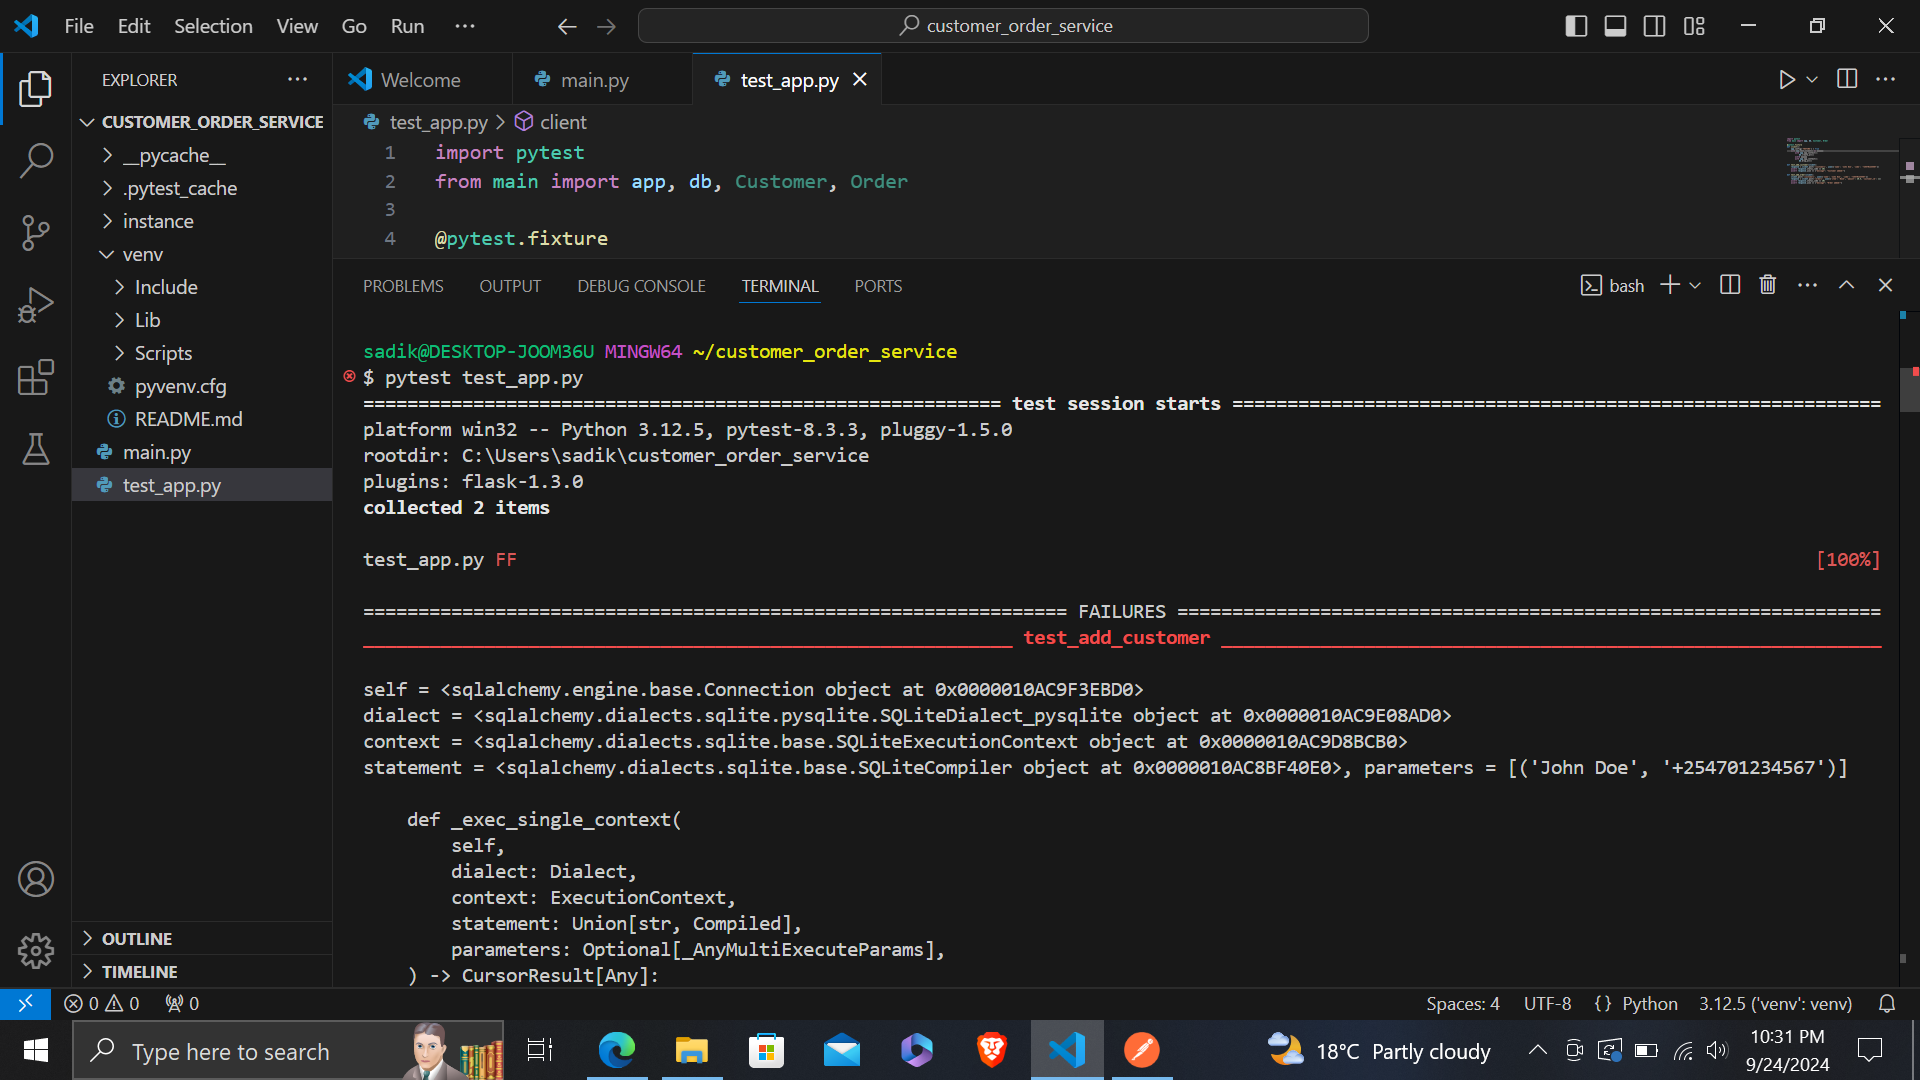 File Edit Selection View Go Run ···
customer_order_service
EXPLORER
Welcome
main.py
test_app.py
CUSTOMER_ORDER_SERVICE
__pycache__
.pytest_cache
instance
venv
Include
Lib
Scripts
pyvenv.cfg
README.md
main.py
test_app.py
OUTLINE
TIMELINE
test_app.py > client
1 import pytest
2 from main import app, db, Customer, Order
3
4 @pytest.fixture
PROBLEMS OUTPUT DEBUG CONSOLE TERMINAL PORTS
bash
sadik@DESKTOP-JOOM36U MINGW64 ~/customer_order_service
$ pytest test_app.py
========================================================== test session starts ===========================================================
platform win32 -- Python 3.12.5, pytest-8.3.3, pluggy-1.5.0
rootdir: C:\Users\sadik\customer_order_service
plugins: flask-1.3.0
collected 2 items
test_app.py FF [100%]
================================================================ FAILURES ================================================================
___________________________________________________________ test_add_customer ____________________________________________________________
self = <sqlalchemy.engine.base.Connection object at 0x0000010AC9F3EBD0>
dialect = <sqlalchemy.dialects.sqlite.pysqlite.SQLiteDialect_pysqlite object at 0x0000010AC9E08AD0>
context = <sqlalchemy.dialects.sqlite.base.SQLiteExecutionContext object at 0x0000010AC9D8BCB0>
statement = <sqlalchemy.dialects.sqlite.base.SQLiteCompiler object at 0x0000010AC8BF40E0>, parameters = [('John Doe', '+254701234567')]
def _exec_single_context(
self,
dialect: Dialect,
context: ExecutionContext,
statement: Union[str, Compiled],
parameters: Optional[_AnyMultiExecuteParams],
) -> CursorResult[Any]:
0 0 0
Spaces: 4 UTF-8 {} Python 3.12.5 ('venv': venv)
Type here to search
18°C Partly cloudy
10:31 PM
9/24/2024